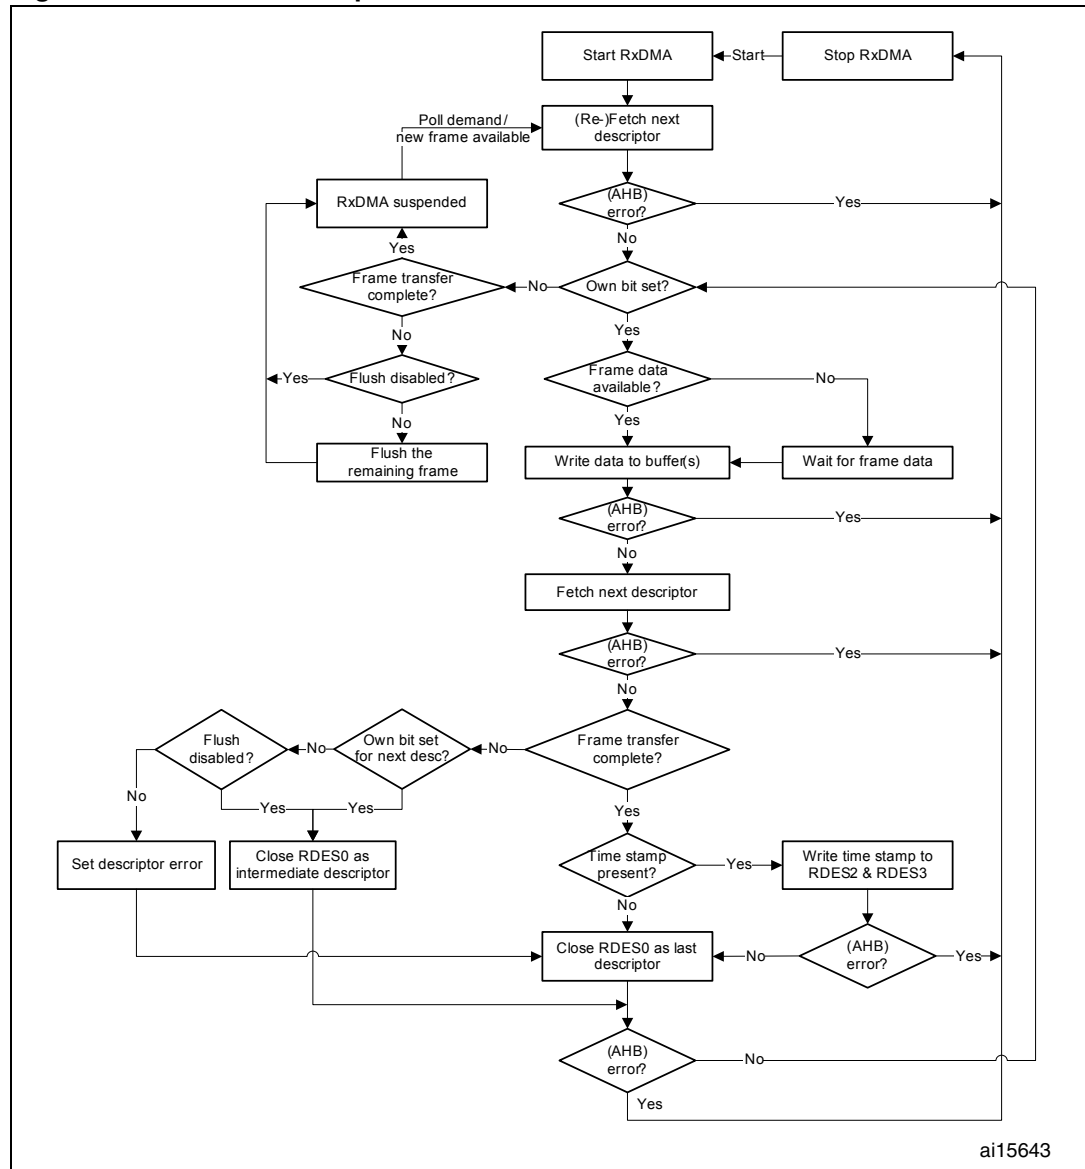 Start RxDMA
Start
Stop RxDMA
Poll demand /
new frame available
(Re-)Fetch next
descriptor
RxDMA suspended
(AHB)
error?
Yes
No
Yes
Frame transfer
complete?
No
Own bit set?
No
Yes
Yes
Flush disabled?
Frame data
available?
No
No
Yes
Flush the
remaining frame
Write data to buffer(s)
Wait for frame data
(AHB)
error?
Yes
No
Fetch next descriptor
(AHB)
error?
Yes
No
Flush
disabled?
No
Own bit set
for next desc?
No
Frame transfer
complete?
No
Yes
Yes
Yes
Set descriptor error
Close RDES0 as
intermediate descriptor
Time stamp
present?
Yes
Write time stamp to
RDES2 & RDES3
No
Close RDES0 as last
descriptor
No
(AHB)
error?
Yes
(AHB)
error?
No
Yes
ai15643